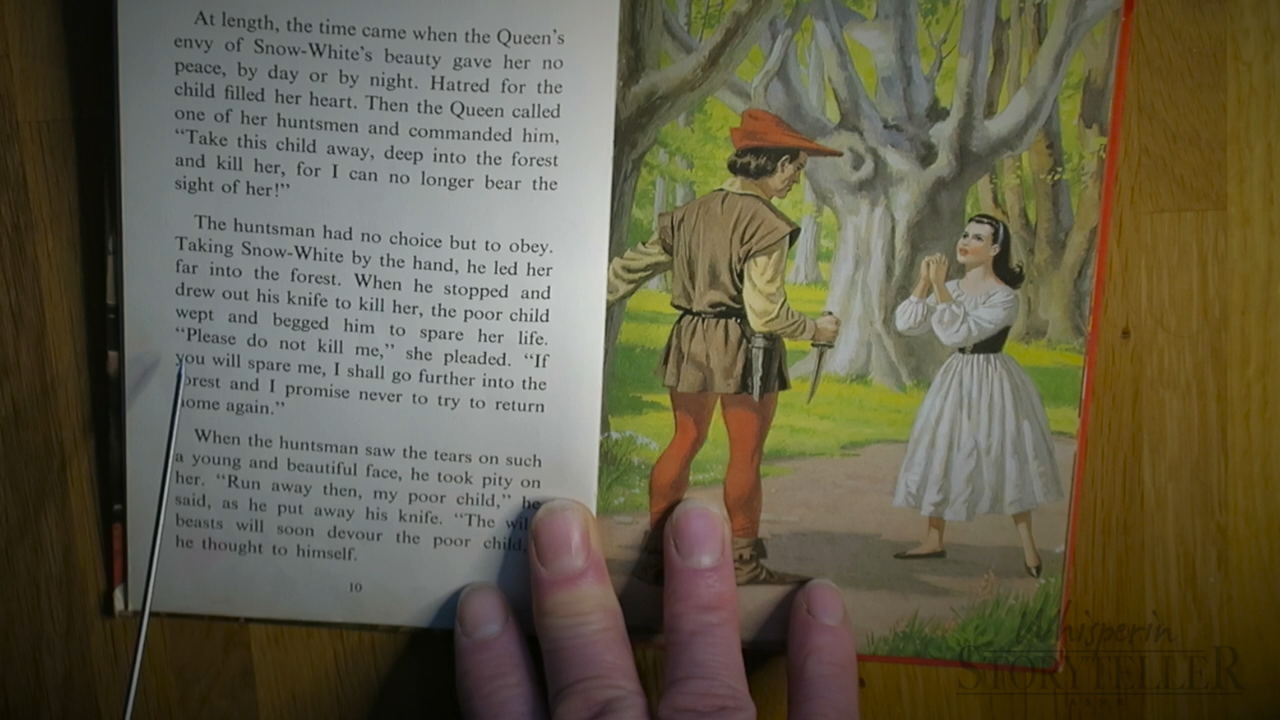 At length, the time came when the Queen's
envy of Snow-White's beauty gave her no
peace, by day or by night. Hatred for the
child filled her heart. Then the Queen called
one of her huntsmen and commanded him,
“Take this child away, deep into the forest
and kill her, for I can no longer bear the
sight of her!”
The huntsman had no choice but to obey.
Taking Snow-White by the hand, he led her
far into the forest. When he stopped and
drew out his knife to kill her, the poor child
wept and begged him to spare her life.
“Please do not kill me,” she pleaded. “If
you will spare me, I shall go further into the
orest and I promise never to try to return
ome again.”
When the huntsman saw the tears on such
a young and beautiful face, he took pity on
her. “Run away then, my poor child,” he
said, as he put away his knife. “The wil
beasts will soon devour the poor child,
he thought to himself.
10
Whisperin
STORYTELLER